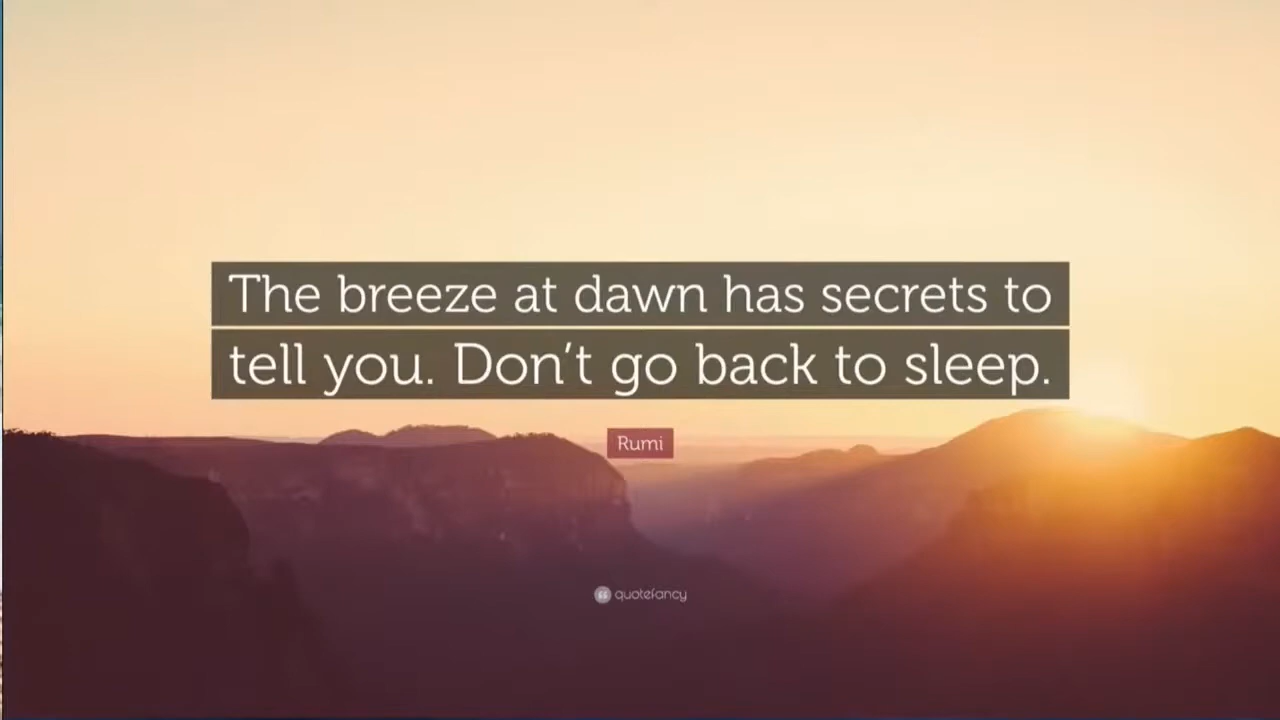 The breeze at dawn has secrets to
tell you. Don’t go back to sleep.
Rumi
quotefancy